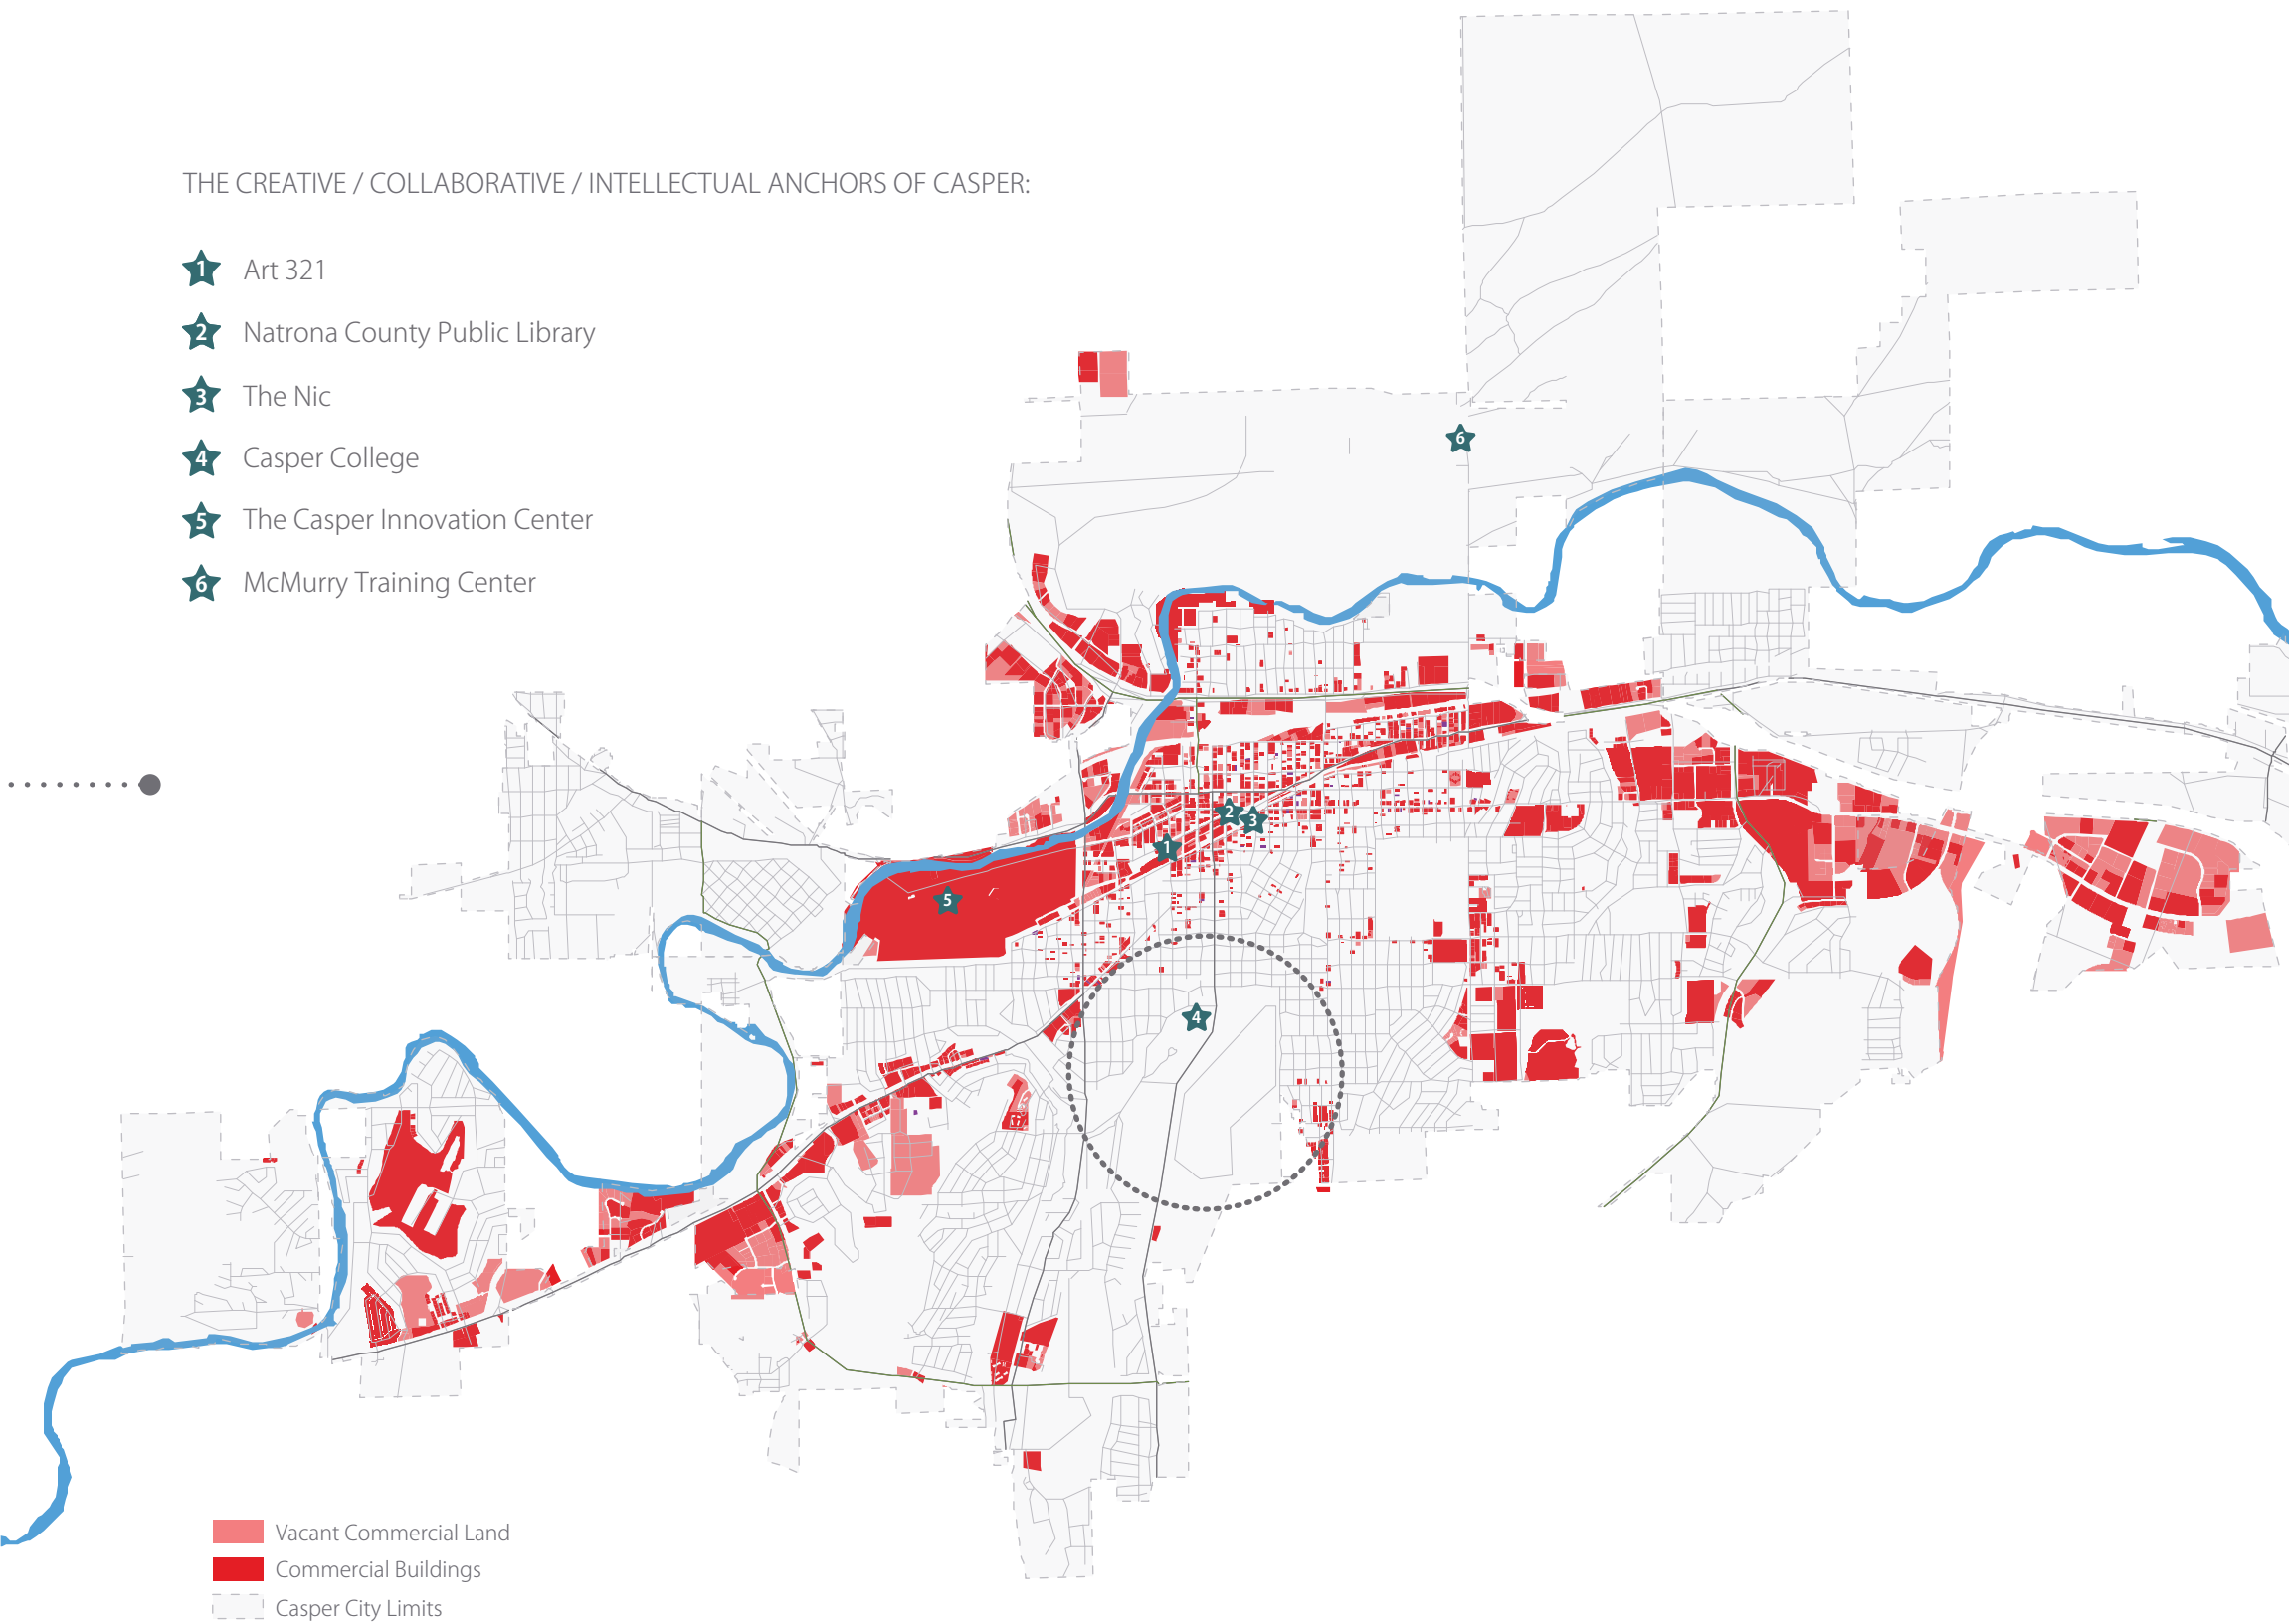 THE CREATIVE / COLLABORATIVE / INTELLECTUAL ANCHORS OF CASPER:
1 Art 321
2 Natrona County Public Library
3 The Nic
4 Casper College
5 The Casper Innovation Center
6 McMurry Training Center
6
2
3
1
5
4
Vacant Commercial Land
Commercial Buildings
Casper City Limits